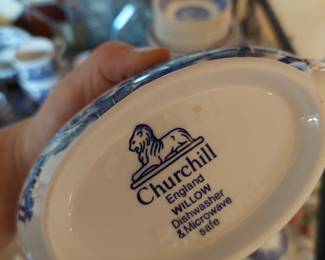 Churchill
England
WILLOW
Dishwasher
& Microwave
safe